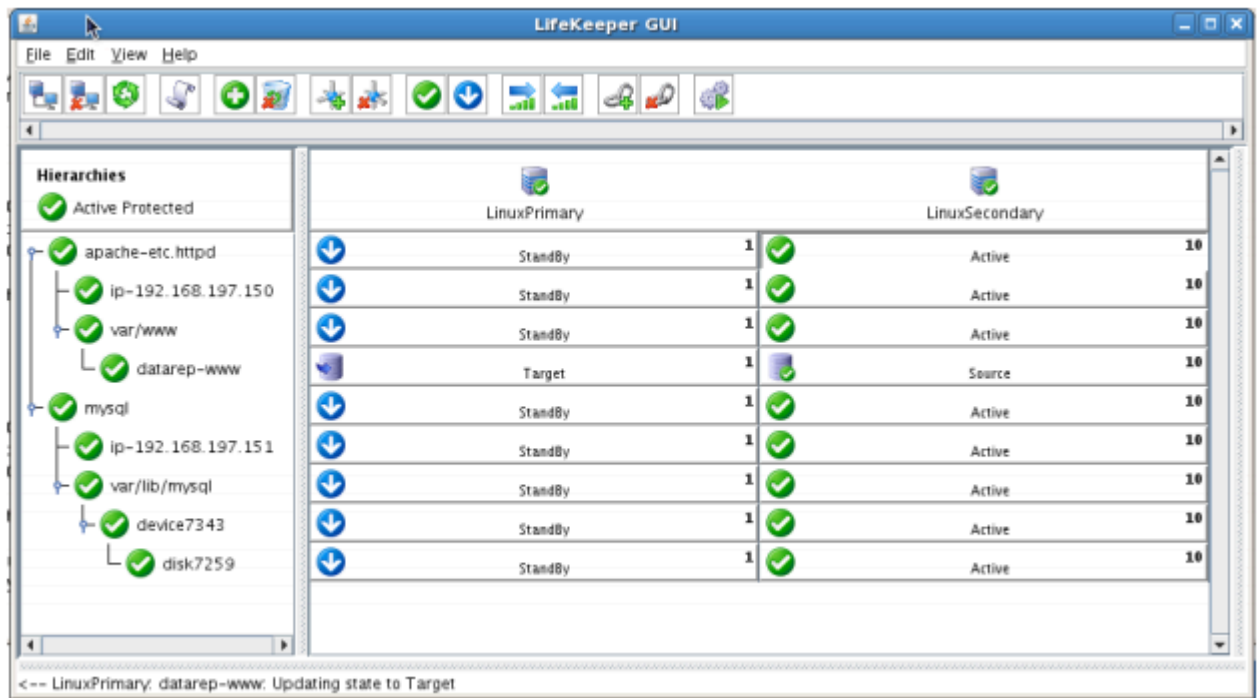 LifeKeeper GUI
File Edit View Help
Hierarchies
Active Protected
LinuxPrimary
LinuxSecondary
apache-etc.httpd
StandBy 1
Active 10
ip-192.168.197.150
StandBy 1
Active 10
var/www
StandBy 1
Active 10
datarep-www
Target 1
Source 10
mysql
StandBy 1
Active 10
ip-192.168.197.151
StandBy 1
Active 10
var/lib/mysql
StandBy 1
Active 10
device7343
StandBy 1
Active 10
disk7259
StandBy 1
Active 10
<-- LinuxPrimary: datarep-www: Updating state to Target